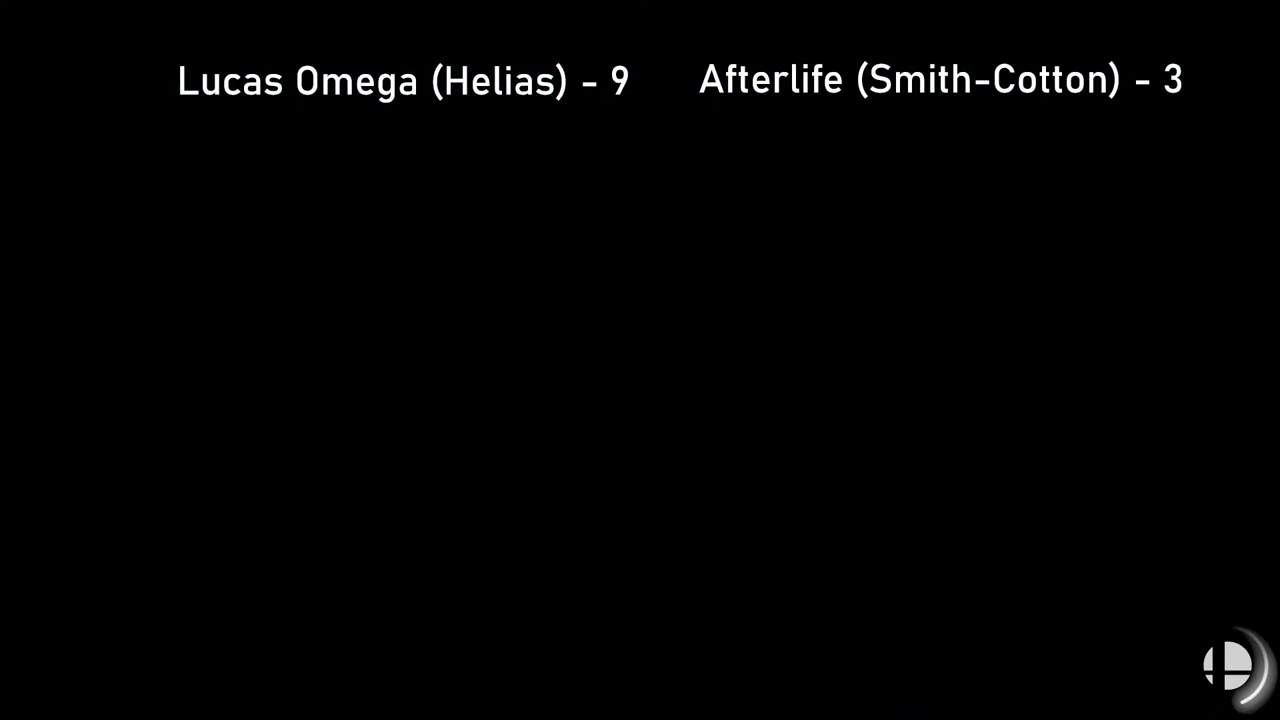 Lucas Omega (Helias) - 9
Afterlife (Smith-Cotton) - 3